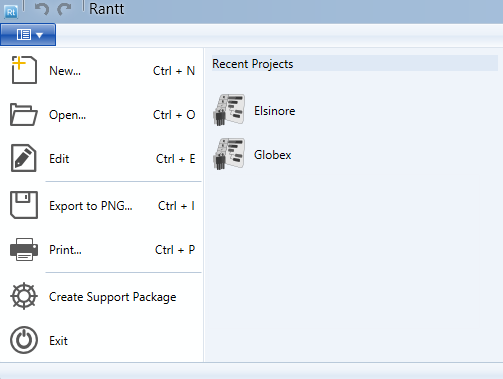 Rt Rantt
New... Ctrl + N
Open... Ctrl + O
Edit Ctrl + E
Export to PNG... Ctrl + I
Print... Ctrl + P
Create Support Package
Exit
Recent Projects
Elsinore
Globex